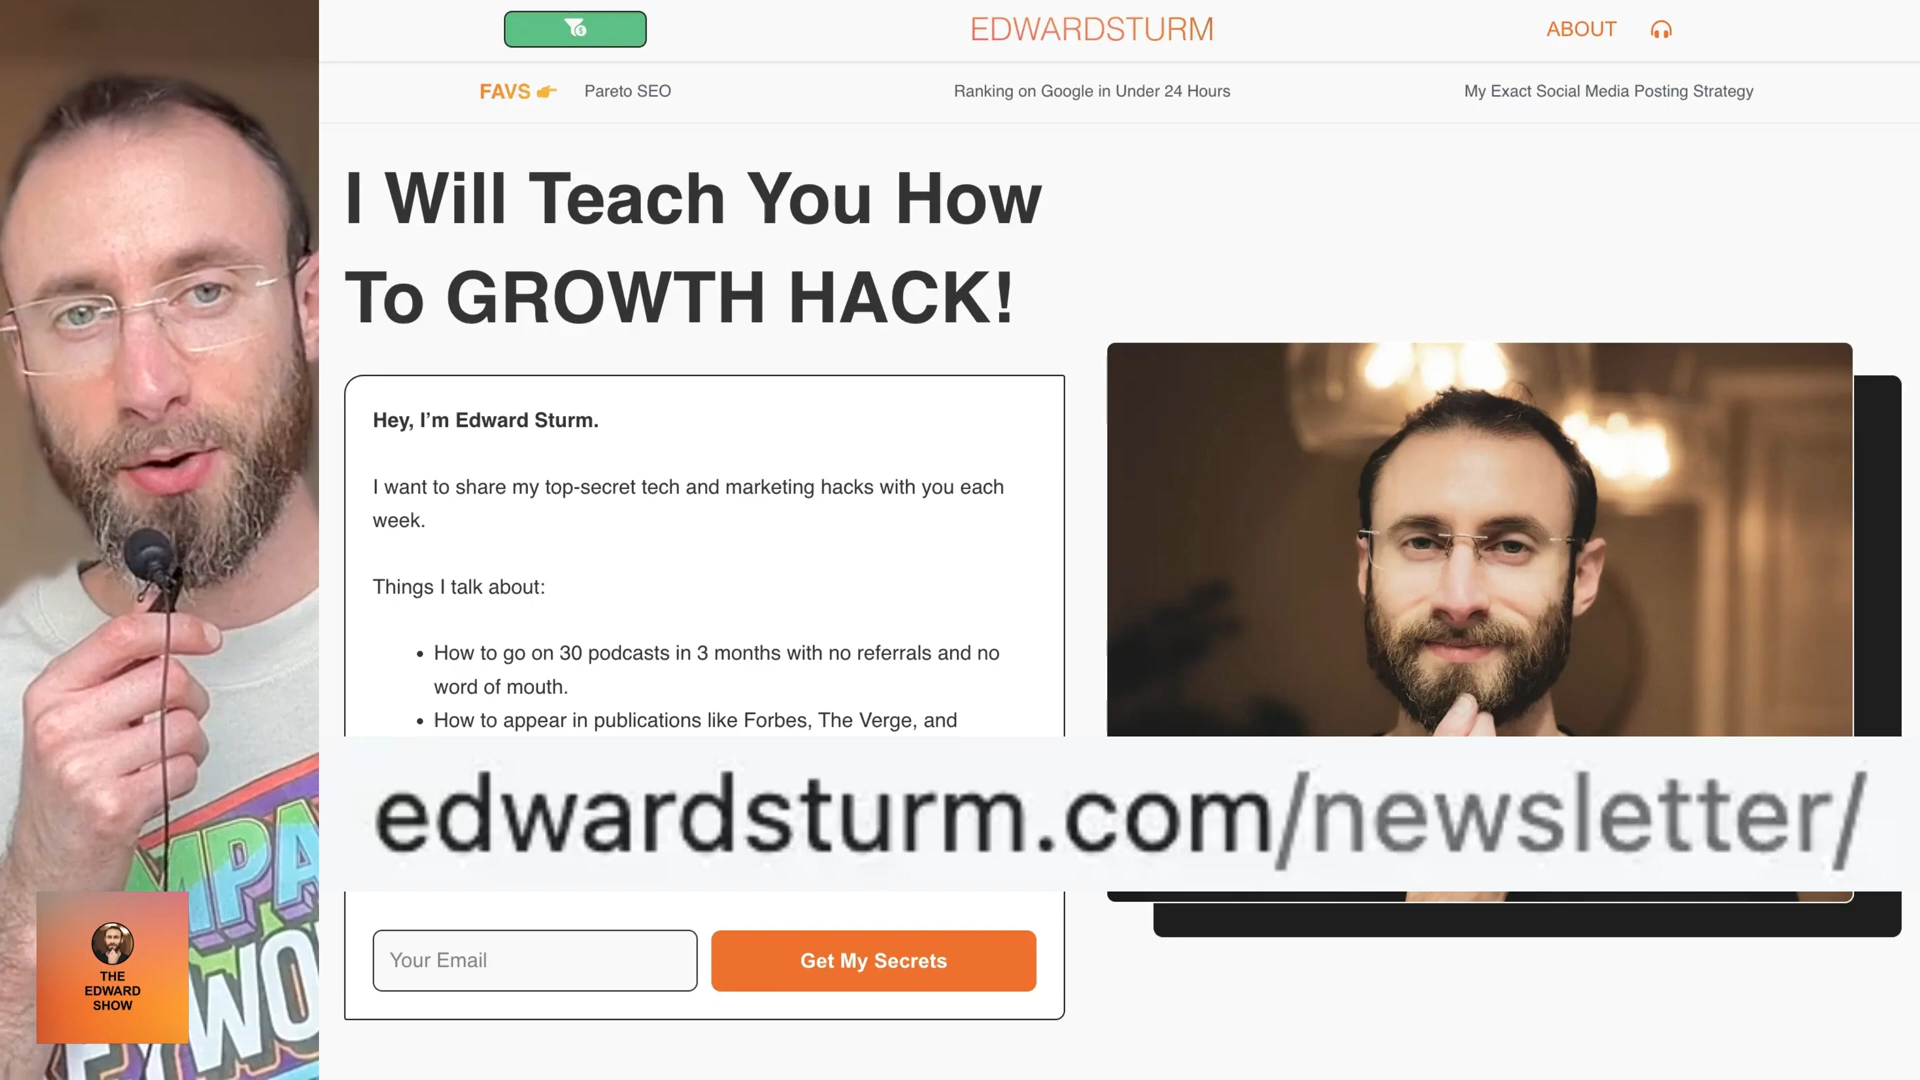 EDWARDSTURM
ABOUT
FAVS
Pareto SEO
Ranking on Google in Under 24 Hours
My Exact Social Media Posting Strategy
I Will Teach You How
To GROWTH HACK!
Hey, I’m Edward Sturm.
I want to share my top-secret tech and marketing hacks with you each
week.
Things I talk about:
• How to go on 30 podcasts in 3 months with no referrals and no
word of mouth.
• How to appear in publications like Forbes, The Verge, and
edwardsturm.com/newsletter/
Your Email
Get My Secrets
THE
EDWARD
SHOW